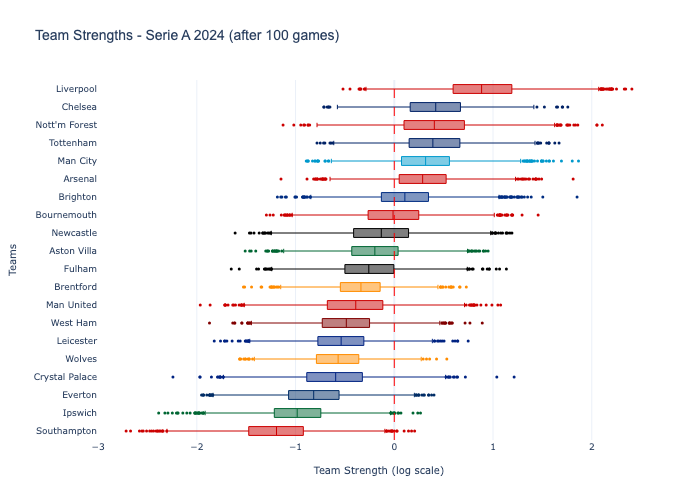 Team Strengths - Serie A 2024 (after 100 games)
Liverpool
Chelsea
Nott'm Forest
Tottenham
Man City
Arsenal
Brighton
Bournemouth
Newcastle
Aston Villa
Fulham
Brentford
Man United
West Ham
Leicester
Wolves
Crystal Palace
Everton
Ipswich
Southampton
Teams
−3 −2 −1 0 1 2
Team Strength (log scale)